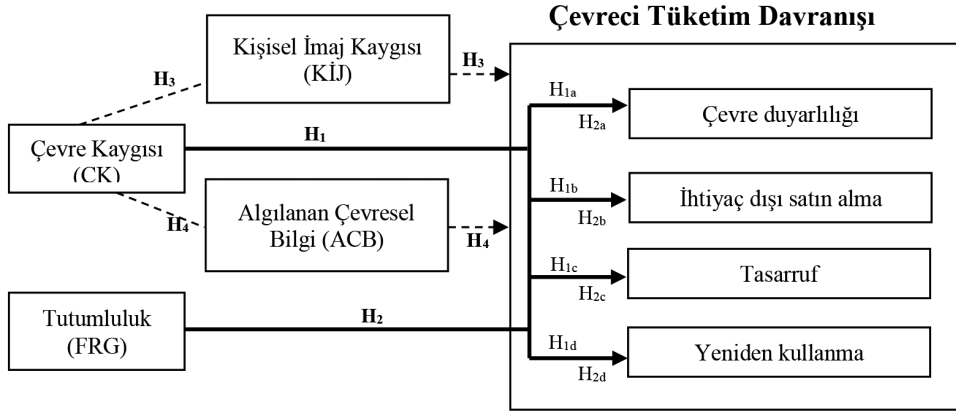 Çevreci Tüketim Davranışı
Kişisel İmaj Kaygısı
(KİJ)
H3
H3
H1
Çevre Kaygısı
(CK)
Algılanan Çevresel
Bilgi (ACB)
H4
H4
Tutumluluk
(FRG)
H2
H1a
H2a
Çevre duyarlılığı
H1b
H2b
İhtiyaç dışı satın alma
H1c
H2c
Tasarruf
H1d
H2d
Yeniden kullanma